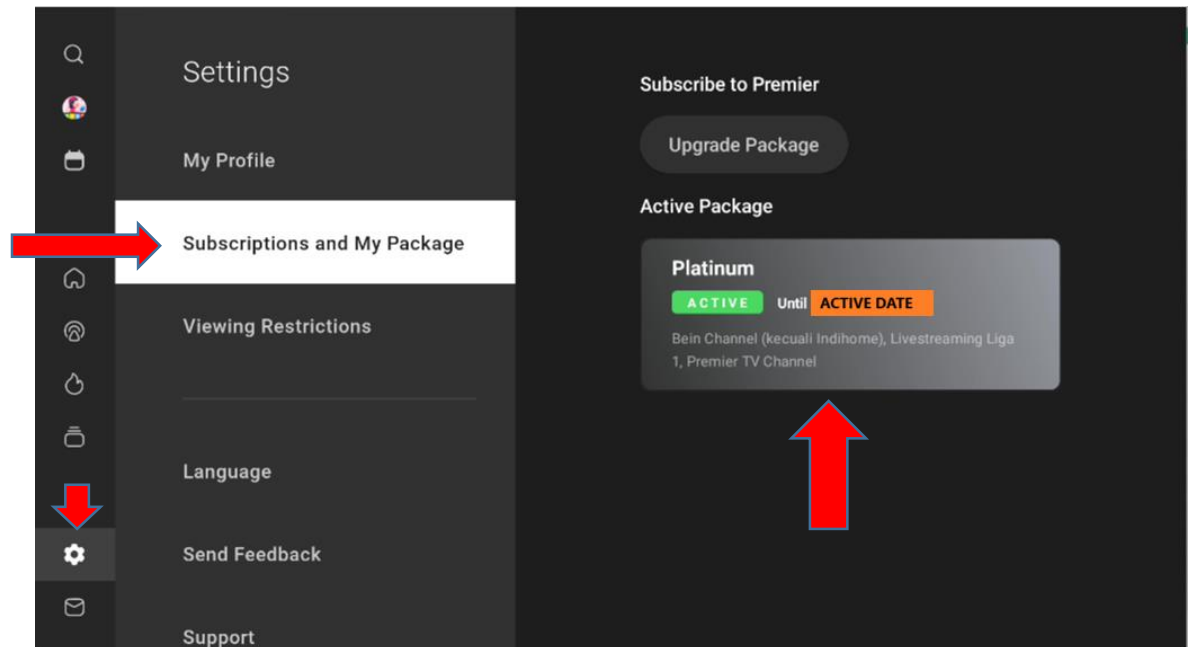 Settings
My Profile
Subscriptions and My Package
Viewing Restrictions
Language
Send Feedback
Support
Subscribe to Premier
Upgrade Package
Active Package
Platinum
ACTIVE Until ACTIVE DATE
Bein Channel (kecuali Indihome), Livestreaming Liga
1, Premier TV Channel